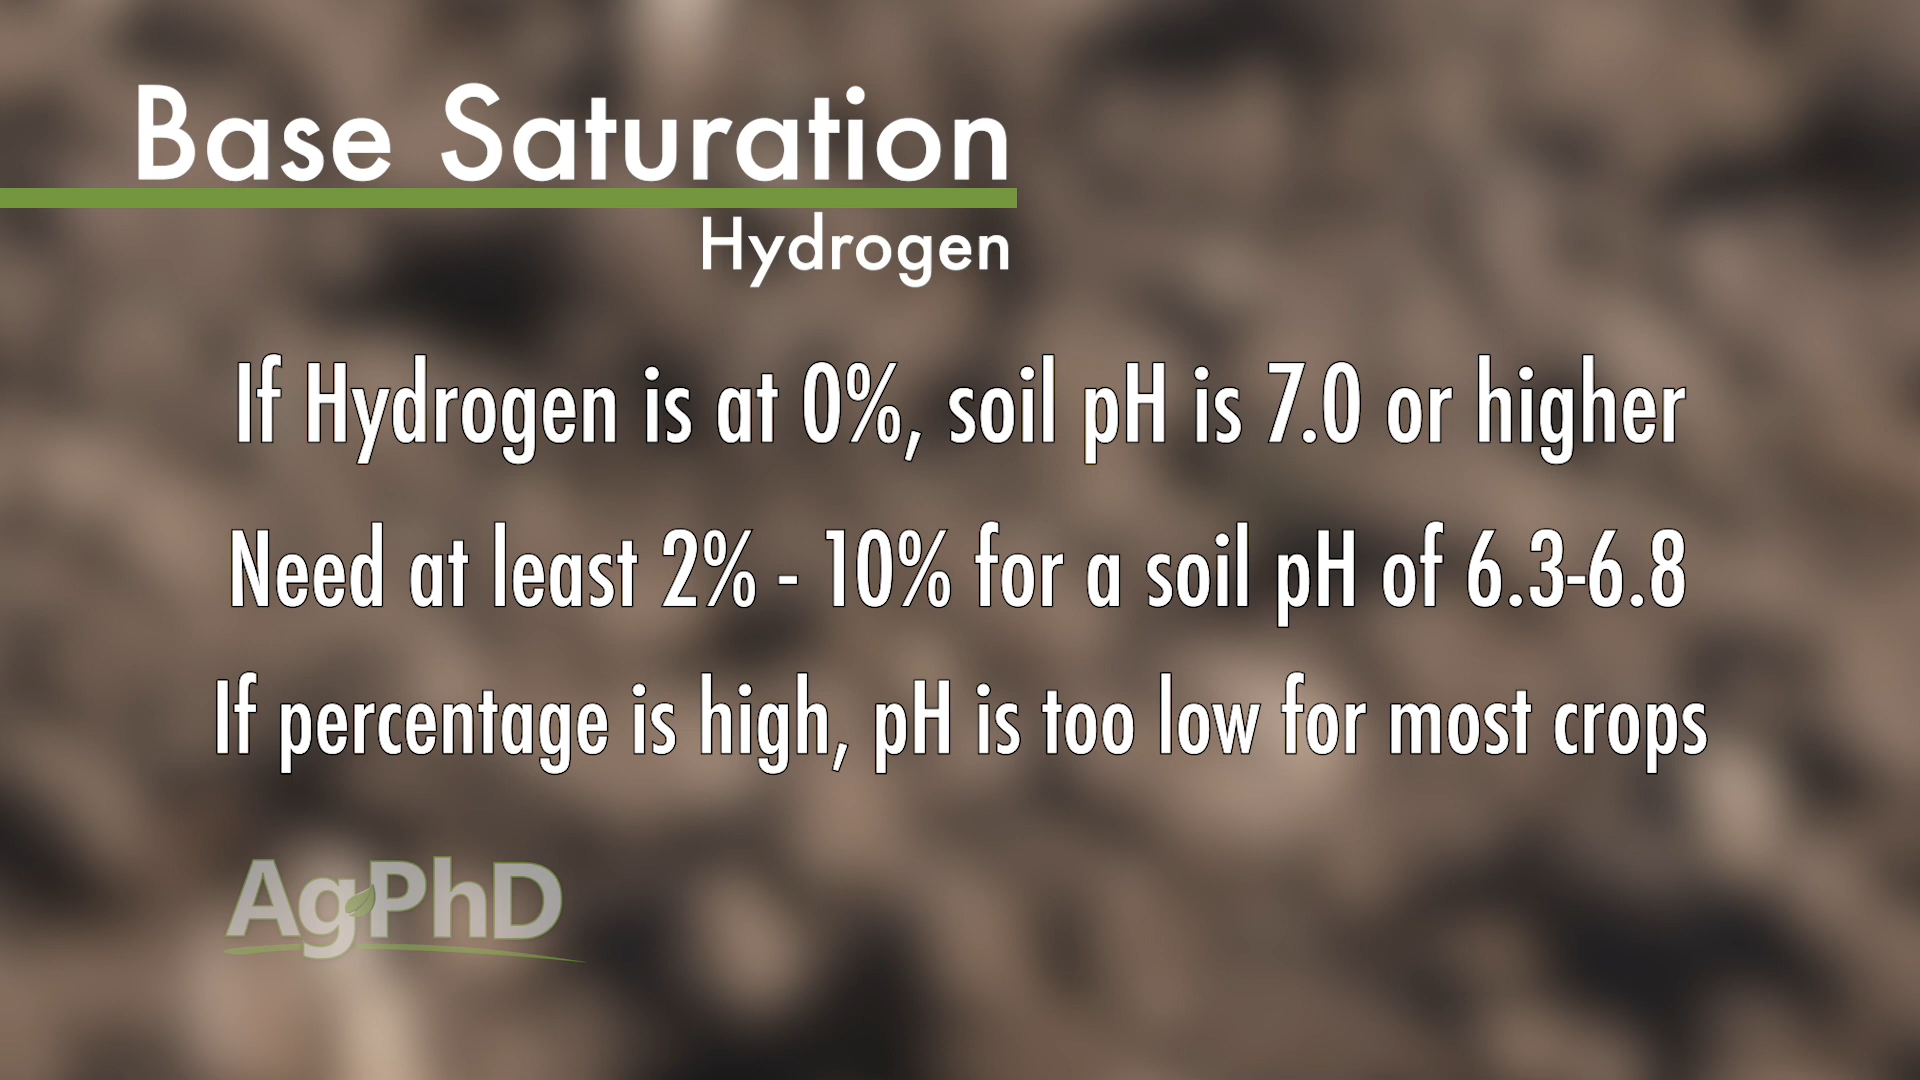 Base Saturation
Hydrogen
If Hydrogen is at 0%, soil pH is 7.0 or higher
Need at least 2% - 10% for a soil pH of 6.3-6.8
If percentage is high, pH is too low for most crops
AgPhD